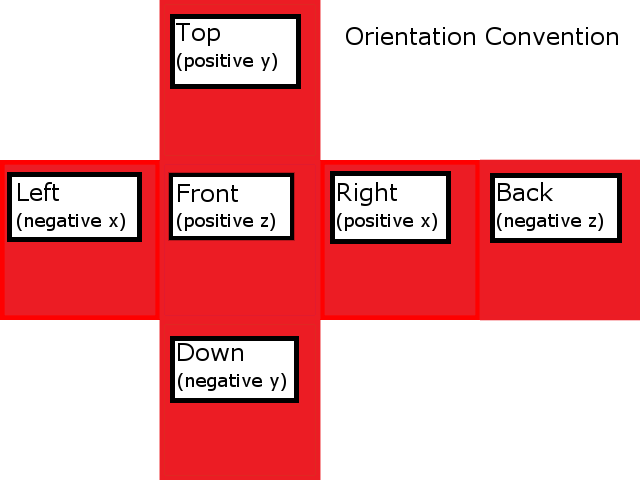 Top
(positive y)
Orientation Convention
Left
(negative x)
Front
(positive z)
Right
(positive x)
Back
(negative z)
Down
(negative y)